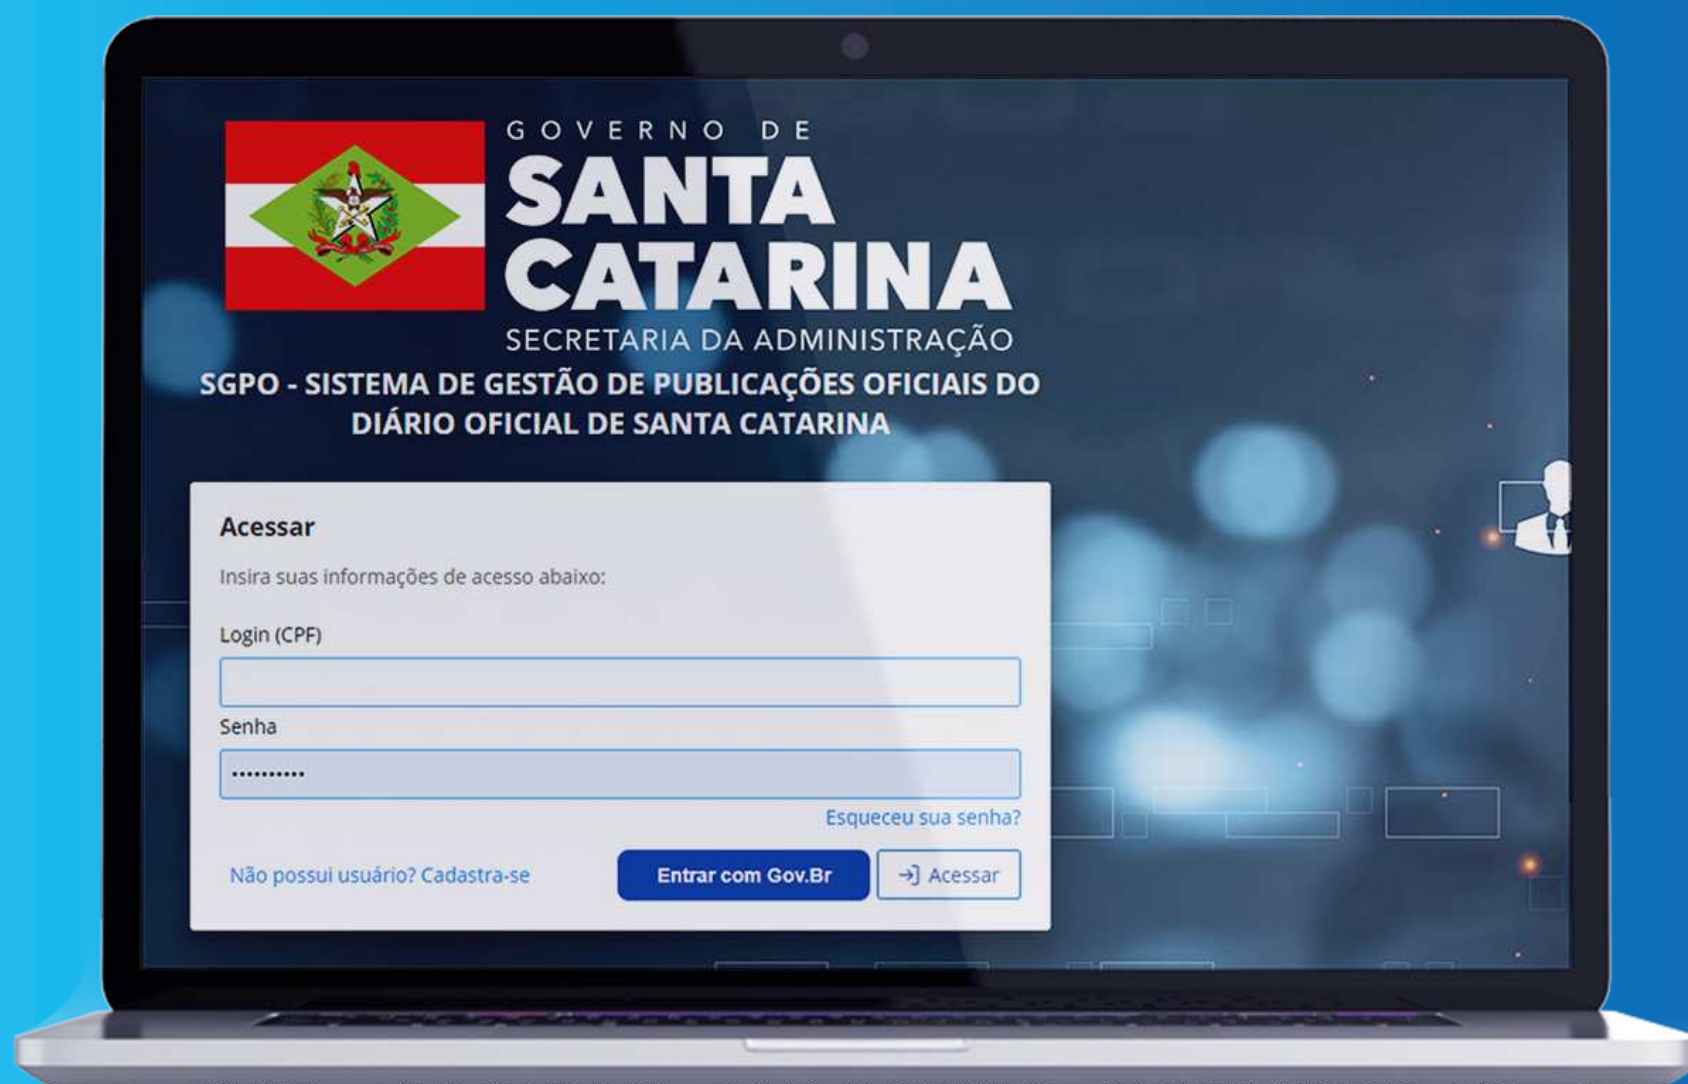 GOVERNO DE
SANTA
CATARINA
SECRETARIA DA ADMINISTRAÇÃO
SGPO - SISTEMA DE GESTÃO DE PUBLICAÇÕES OFICIAIS DO
DIÁRIO OFICIAL DE SANTA CATARINA
Acessar
Insira suas informações de acesso abaixo:
Login (CPF)
Senha
••••••••••
Esqueceu sua senha?
Não possui usuário? Cadastra-se
Entrar com Gov.Br
Acessar